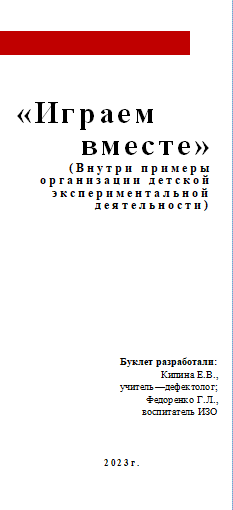 «Играем
вместе»
(Внутри примеры
организации детской
экспериментальной
деятельности)
Буклет разработали:
Кипина Е.В.,
учитель—дефектолог;
Федоренко Г.Л.,
воспитатель ИЗО
2023г.